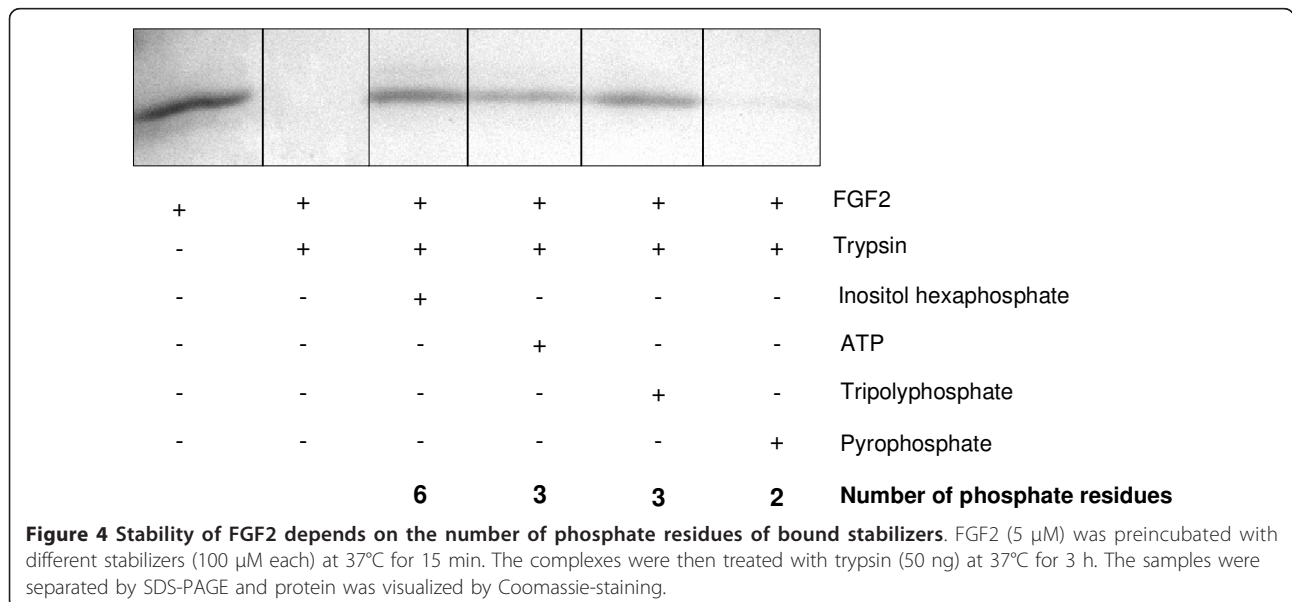 + + + + + + FGF2
- + + + + + Trypsin
- - + - - - Inositol hexaphosphate
- - - + - - ATP
- - - - + - Tripolyphosphate
- - - - - + Pyrophosphate
6 3 3 2 Number of phosphate residues
Figure 4 Stability of FGF2 depends on the number of phosphate residues of bound stabilizers. FGF2 (5 μM) was preincubated with
different stabilizers (100 μM each) at 37°C for 15 min. The complexes were then treated with trypsin (50 ng) at 37°C for 3 h. The samples were
separated by SDS-PAGE and protein was visualized by Coomassie-staining.